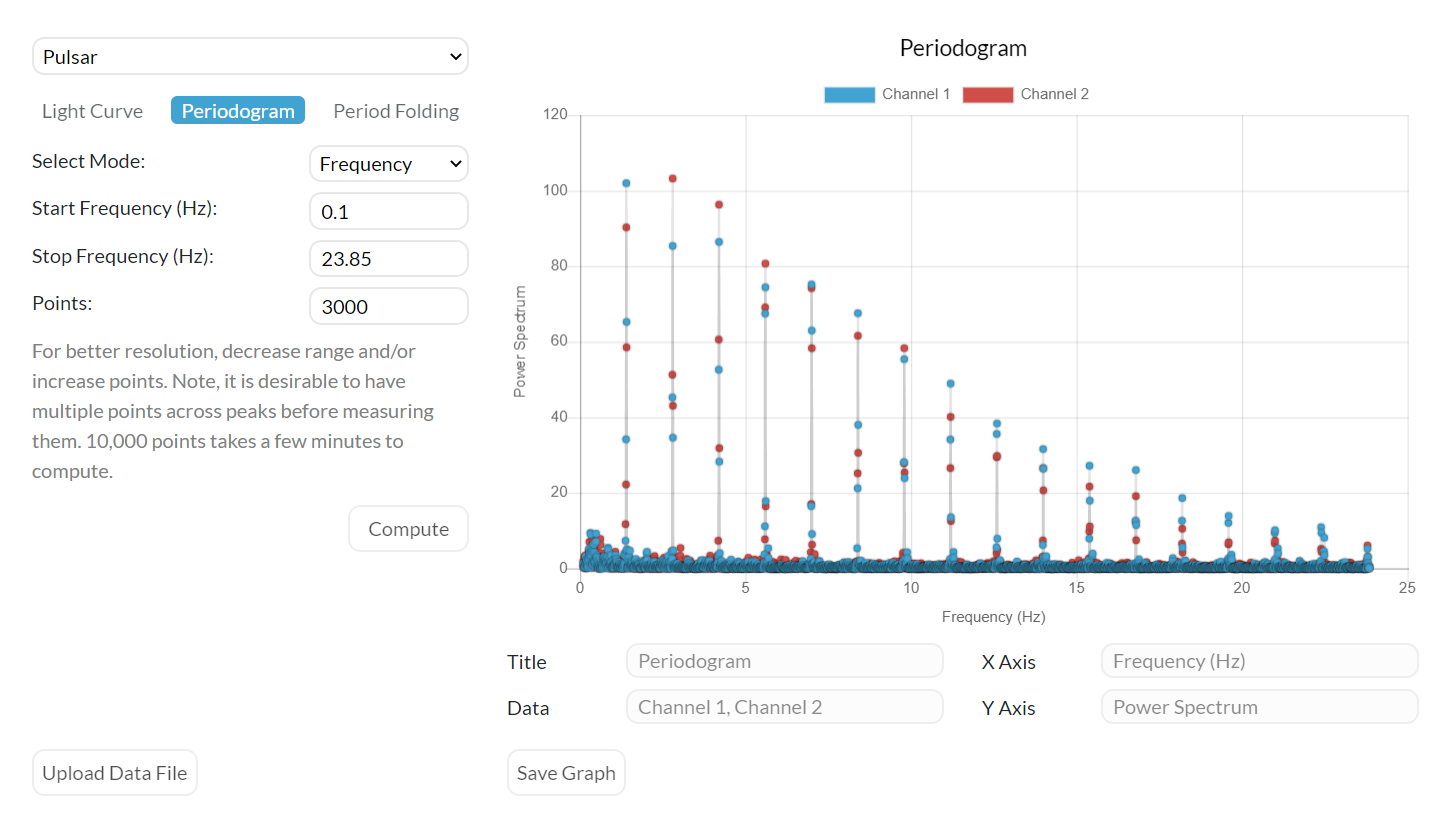 Pulsar
Light Curve Periodogram Period Folding
Select Mode: Frequency
Start Frequency (Hz): 0.1
Stop Frequency (Hz): 23.85
Points: 3000
For better resolution, decrease range and/or
increase points. Note, it is desirable to have
multiple points across peaks before measuring
them. 10,000 points takes a few minutes to
compute.
Compute
Upload Data File
Periodogram
Channel 1 Channel 2
120
100
80
60
40
20
0
Power Spectrum
0 5 10 15 20 25
Frequency (Hz)
Title Periodogram X Axis Frequency (Hz)
Data Channel 1, Channel 2 Y Axis Power Spectrum
Save Graph